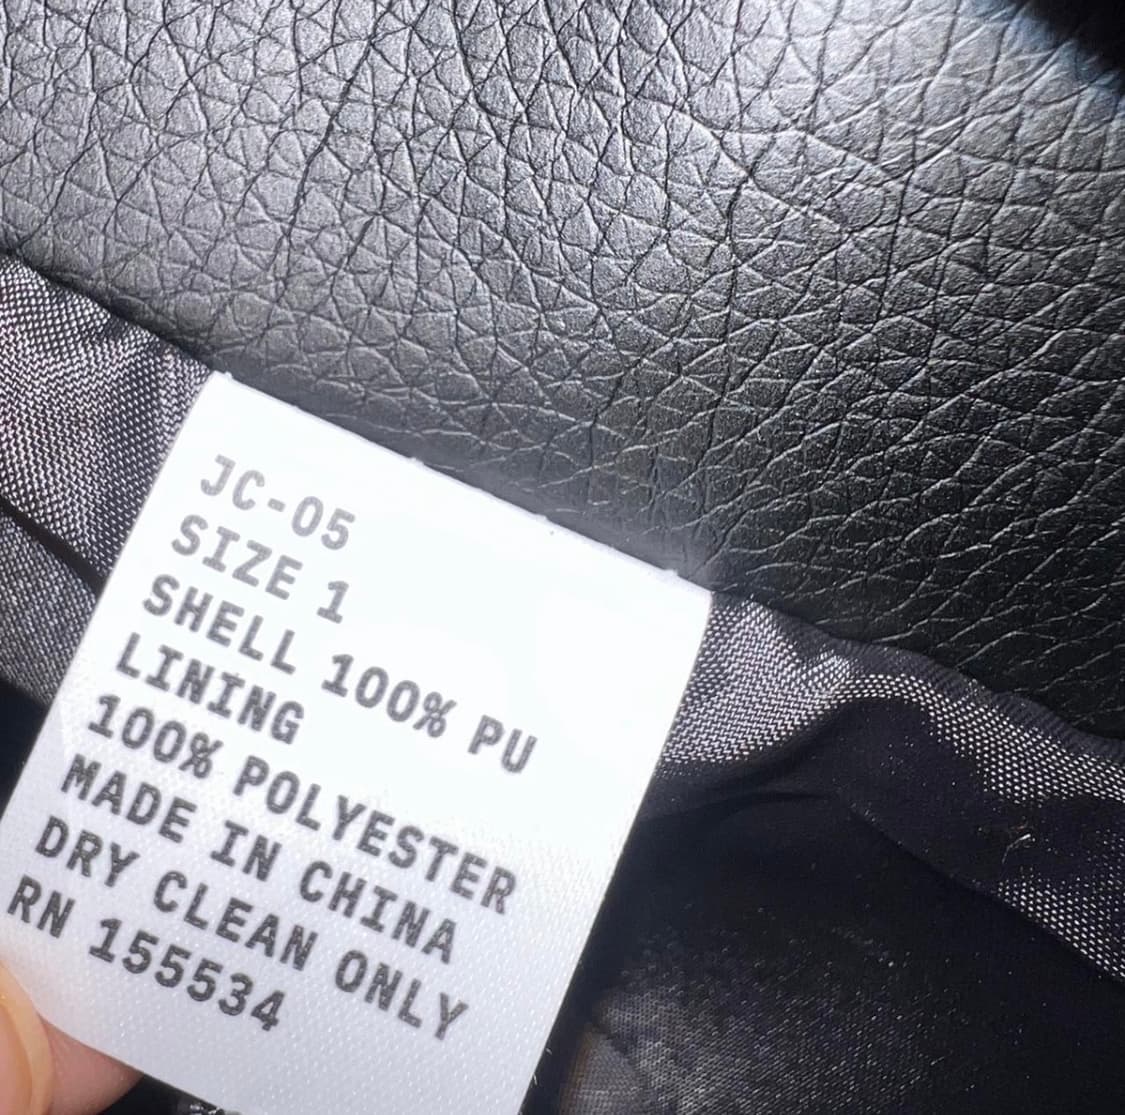 JC-05
SIZE 1
SHELL 100% PU
LINING
100% POLYESTER
MADE IN CHINA
DRY CLEAN ONLY
RN 155534